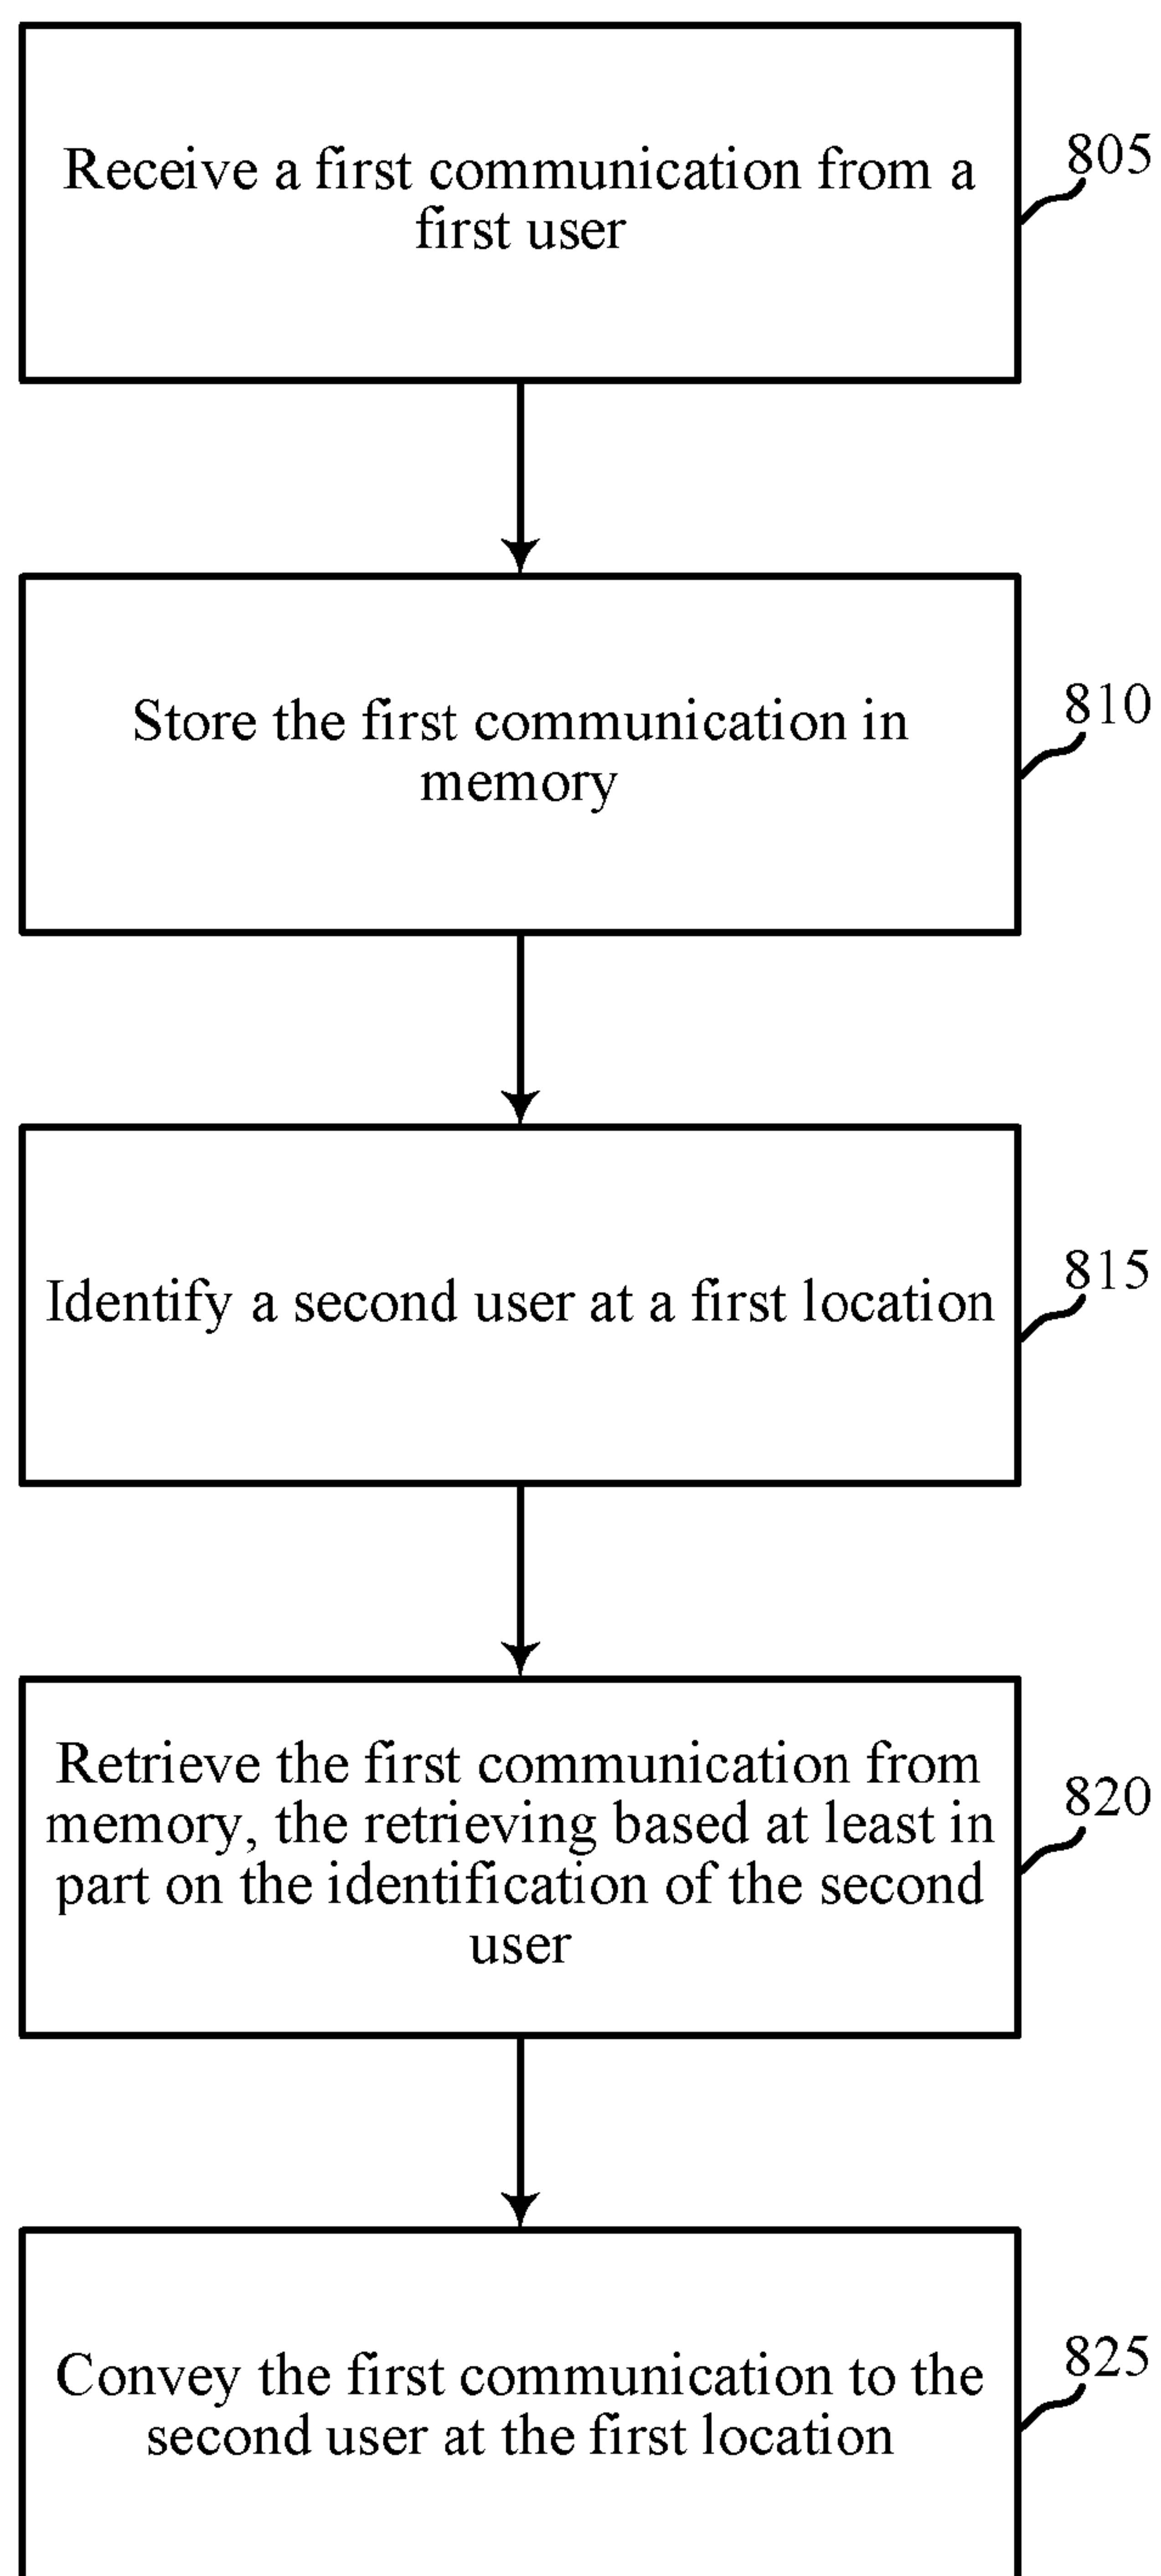 Receive a first communication from a
first user
805
Store the first communication in
memory
810
Identify a second user at a first location
815
Retrieve the first communication from
memory, the retrieving based at least in
part on the identification of the second
user
820
Convey the first communication to the
second user at the first location
825